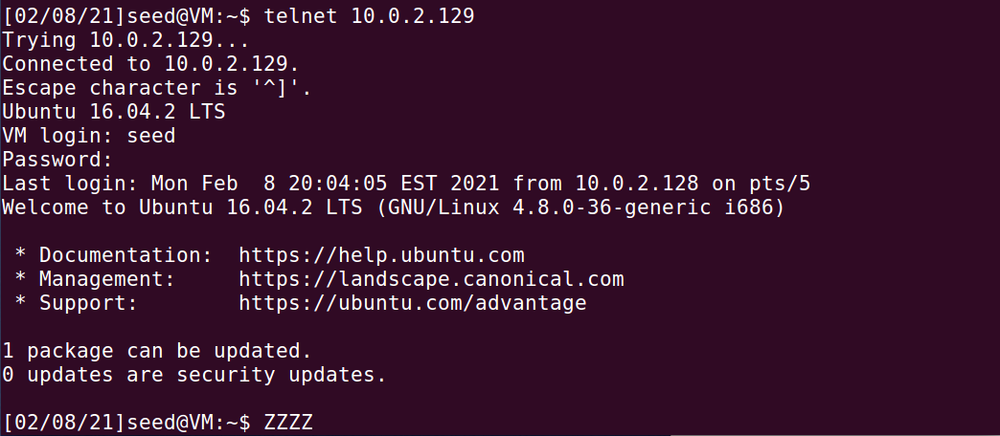 [02/08/21]seed@VM:~$ telnet 10.0.2.129
Trying 10.0.2.129...
Connected to 10.0.2.129.
Escape character is '^]'.
Ubuntu 16.04.2 LTS
VM login: seed
Password:
Last login: Mon Feb  8 20:04:05 EST 2021 from 10.0.2.128 on pts/5
Welcome to Ubuntu 16.04.2 LTS (GNU/Linux 4.8.0-36-generic i686)
 * Documentation:  https://help.ubuntu.com
 * Management:     https://landscape.canonical.com
 * Support:        https://ubuntu.com/advantage
1 package can be updated.
0 updates are security updates.
[02/08/21]seed@VM:~$ ZZZZ